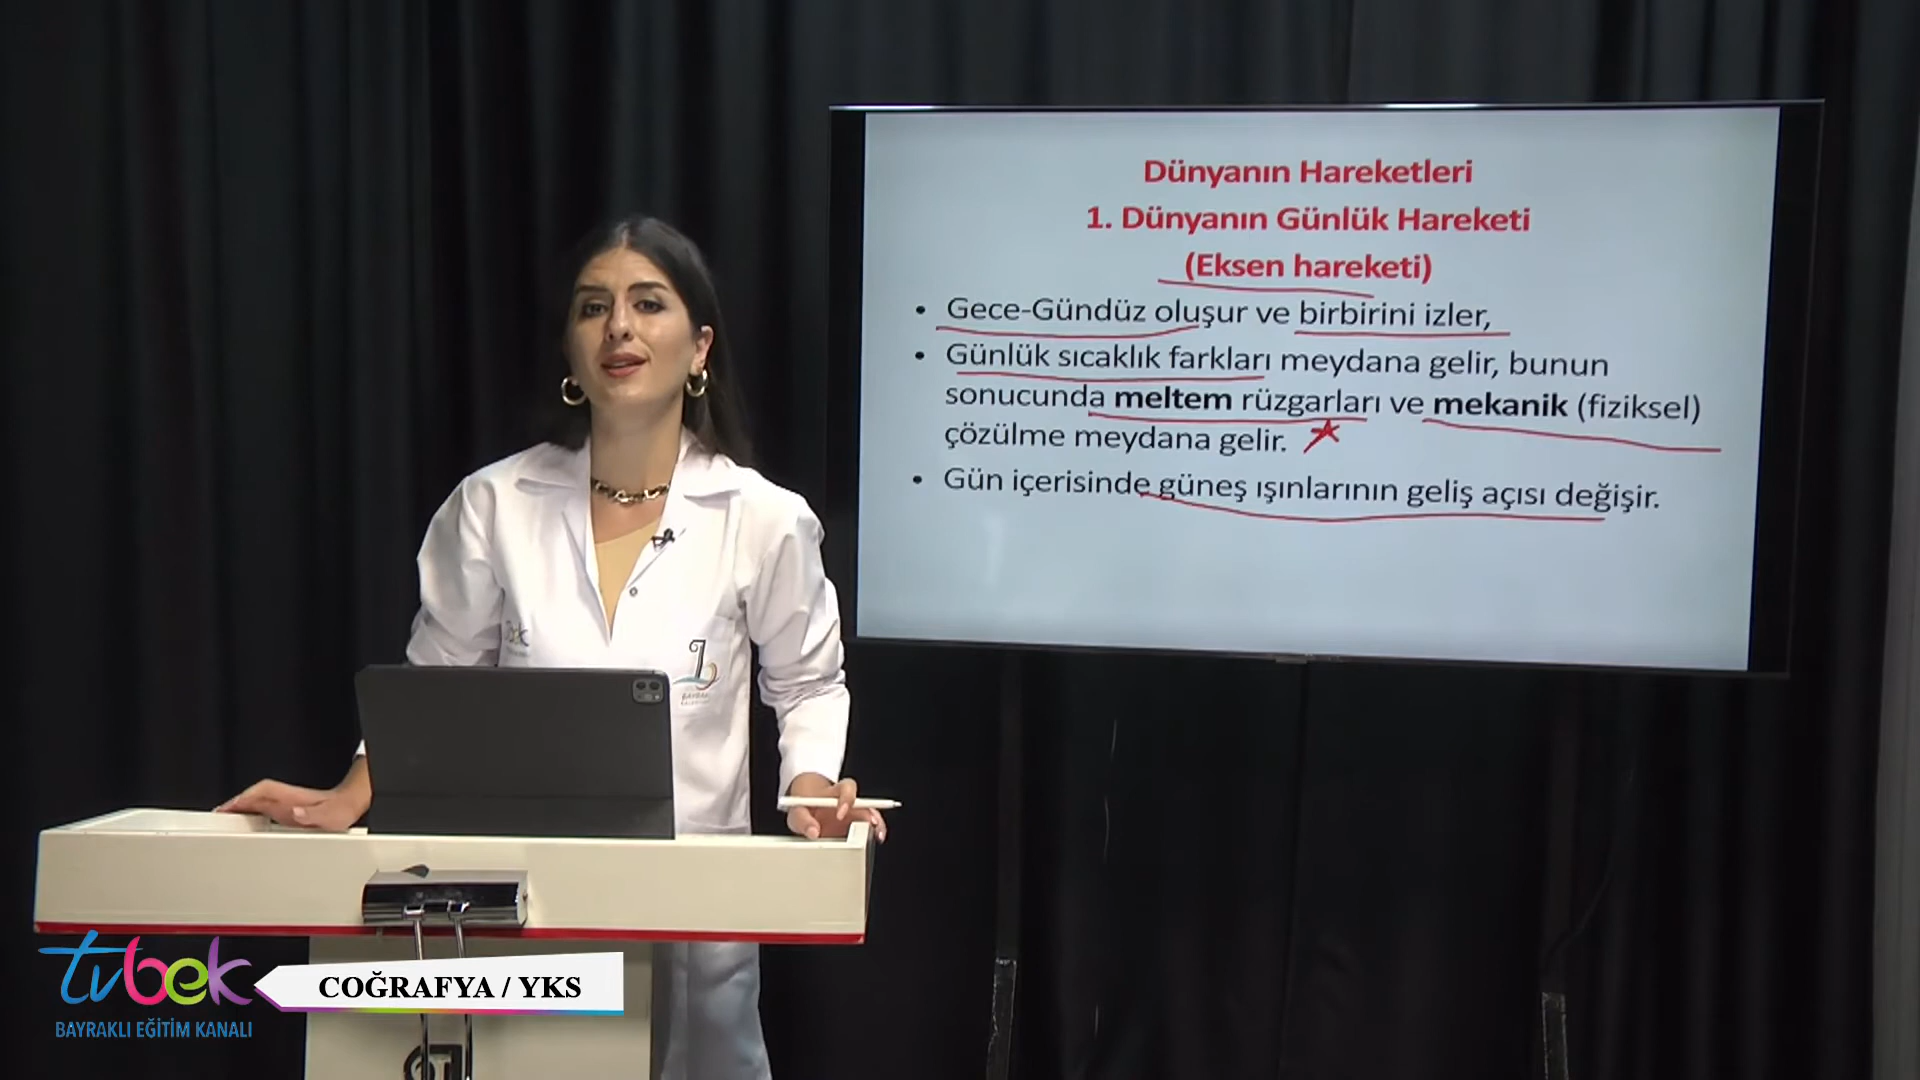 Dünyanın Hareketleri
1. Dünyanın Günlük Hareketi
(Eksen hareketi)
• Gece-Gündüz oluşur ve birbirini izler,
• Günlük sıcaklık farkları meydana gelir, bunun
sonucunda meltem rüzgarları ve mekanik (fiziksel)
çözülme meydana gelir.
• Gün içerisinde güneş ışınlarının geliş açısı değişir.
tvbek
BAYRAKLI EĞİTİM KANALI
COĞRAFYA / YKS